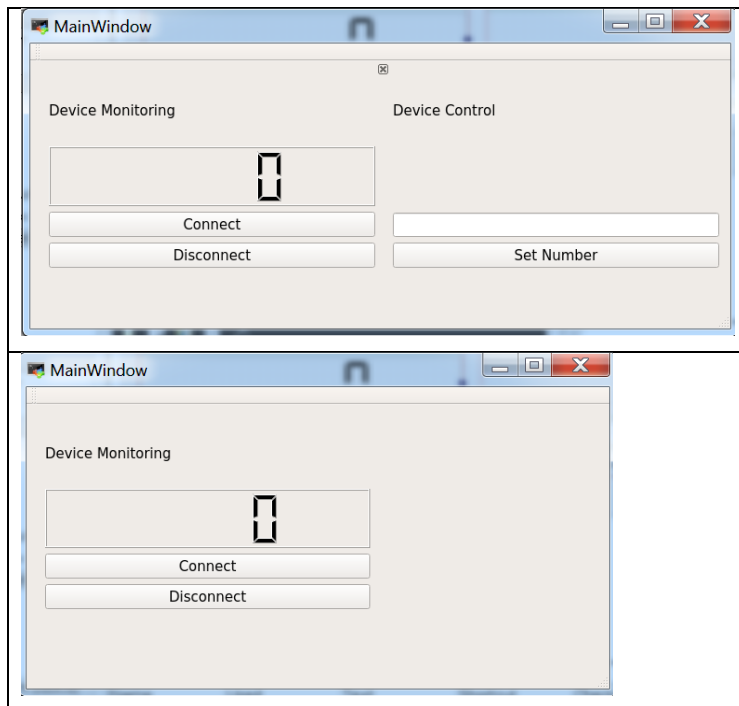 MainWindow
Device Monitoring Device Control
0
Connect
Disconnect Set Number
MainWindow
Device Monitoring
0
Connect
Disconnect